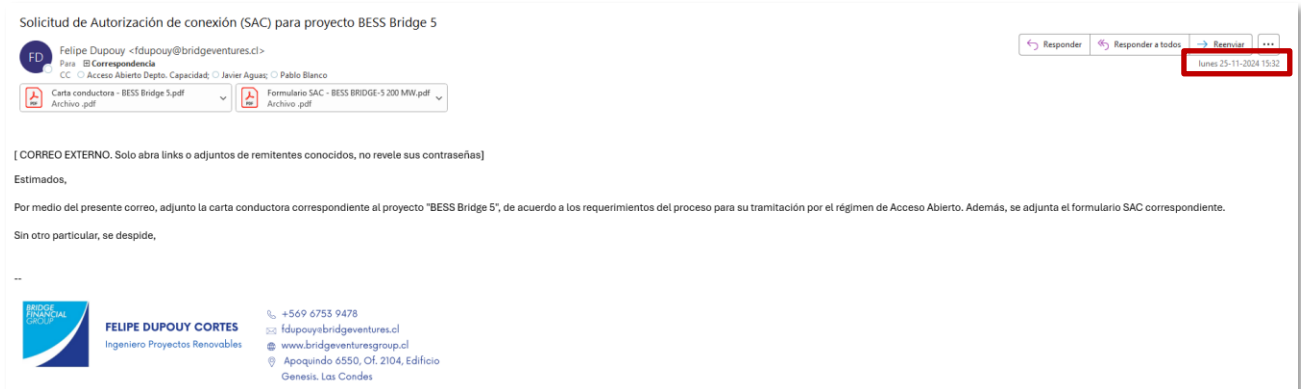 Solicitud de Autorización de conexión (SAC) para proyecto BESS Bridge 5
FD
Felipe Dupouy <fdupouy@bridgeventures.cl>
Para Correspondencia
CC Acceso Abierto Depto. Capacidad; Javier Aguas; Pablo Blanco
Responder
Responder a todos
Reenviar
lunes 25-11-2024 15:32
Carta conductora - BESS Bridge 5.pdf
Archivo .pdf
Formulario SAC - BESS BRIDGE-5 200 MW.pdf
Archivo .pdf
[ CORREO EXTERNO. Solo abra links o adjuntos de remitentes conocidos, no revele sus contraseñas]
Estimados,
Por medio del presente correo, adjunto la carta conductora correspondiente al proyecto "BESS Bridge 5", de acuerdo a los requerimientos del proceso para su tramitación por el régimen de Acceso Abierto. Además, se adjunta el formulario SAC correspondiente.
Sin otro particular, se despide,
--
BRIDGE
FINANCIAL
GROUP
FELIPE DUPOUY CORTES
Ingeniero Proyectos Renovables
+569 6753 9478
fdupouy@bridgeventures.cl
www.bridgeventuresgroup.cl
Apoquindo 6550, Of. 2104, Edificio
Genesis. Las Condes